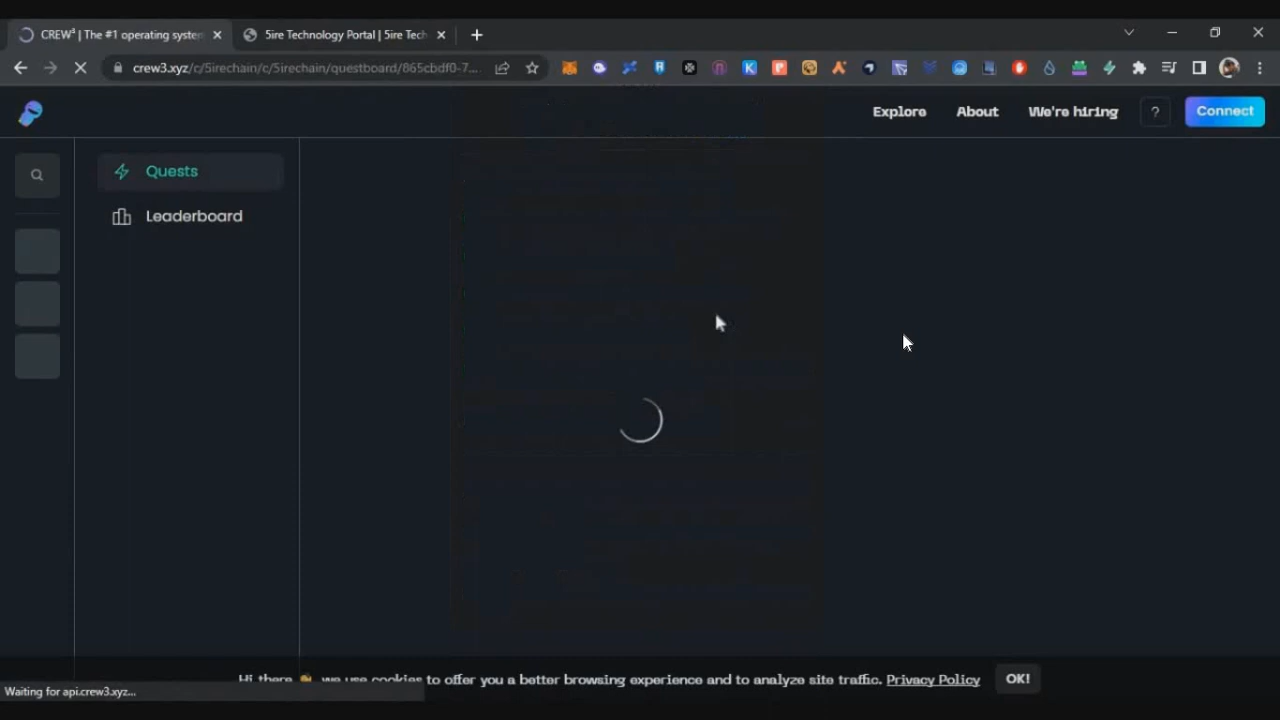 CREW³ | The #1 operating system
5ire Technology Portal | 5ire Tech
crew3.xyz/c/5irechain/c/5irechain/questboard/865cbdf0-7...
Explore
About
We're hiring
?
Connect
Quests
Leaderboard
Hi there 👋, we use cookies to offer you a better browsing experience and to analyze site traffic. Privacy Policy
OK!
Waiting for api.crew3.xyz...